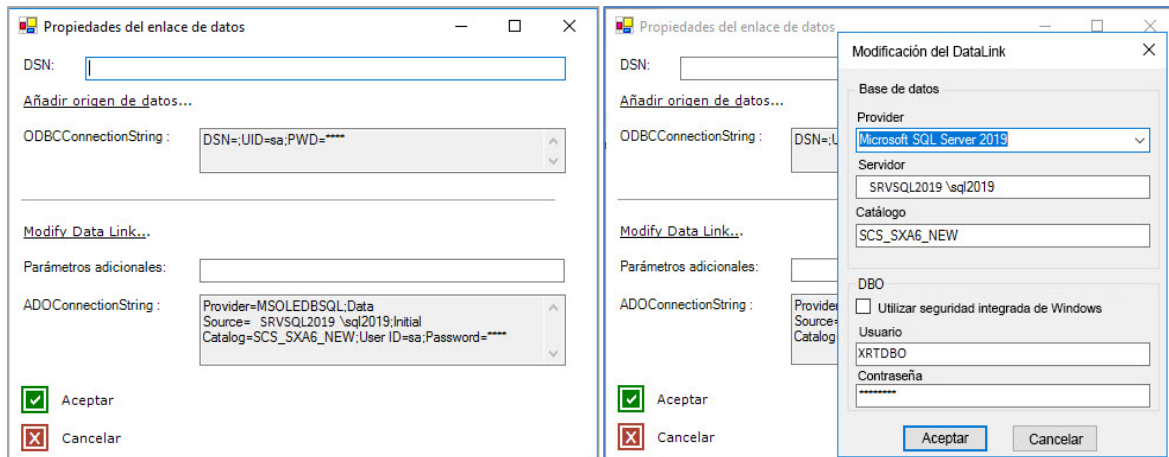 Propiedades del enlace de datos
DSN:
Añadir origen de datos...
ODBCConnectionString :
DSN=;UID=sa;PWD=****
Modify Data Link...
Parámetros adicionales:
ADOConnectionString :
Provider=MSOLEDBSQL;Data
Source= SRVSQL2019 \sql2019;Initial
Catalog=SCS_SXA6_NEW;User ID=sa;Password=****
Aceptar
Cancelar
Propiedades del enlace de datos
DSN:
Añadir origen de datos...
ODBCConnectionString :
DSN=;U
Modify Data Link...
Parámetros adicionales:
ADOConnectionString :
Provider
Source=
Catalog
Aceptar
Cancelar
Modificación del DataLink
Base de datos
Provider
Microsoft SQL Server 2019
Servidor
SRVSQL2019 \sql2019
Catálogo
SCS_SXA6_NEW
DBO
Utilizar seguridad integrada de Windows
Usuario
XRTDBO
Contraseña
********
Aceptar
Cancelar